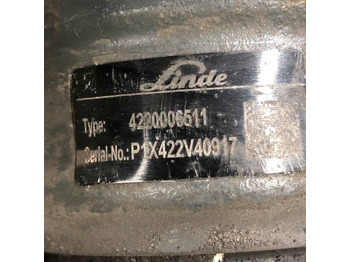 Linde
Type: 4220006511
Serial-No.: P1X422V40917